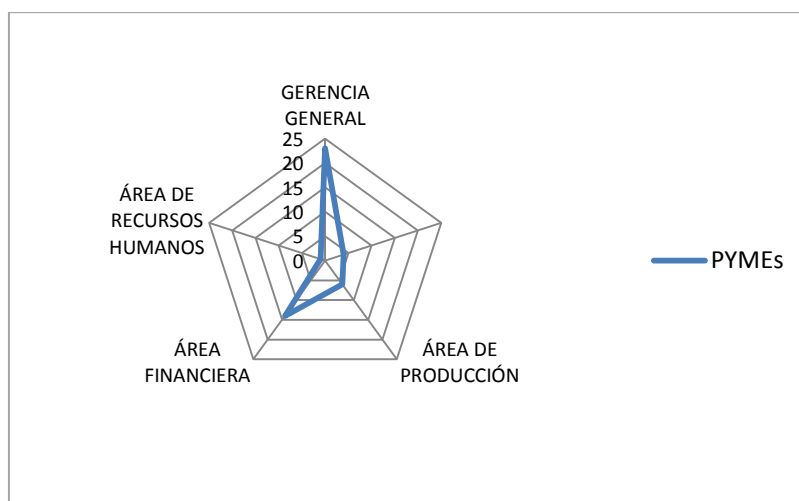 GERENCIA
GENERAL
25
20
15
10
5
0
ÁREA DE
RECURSOS
HUMANOS
PYMEs
ÁREA
FINANCIERA
ÁREA DE
PRODUCCIÓN